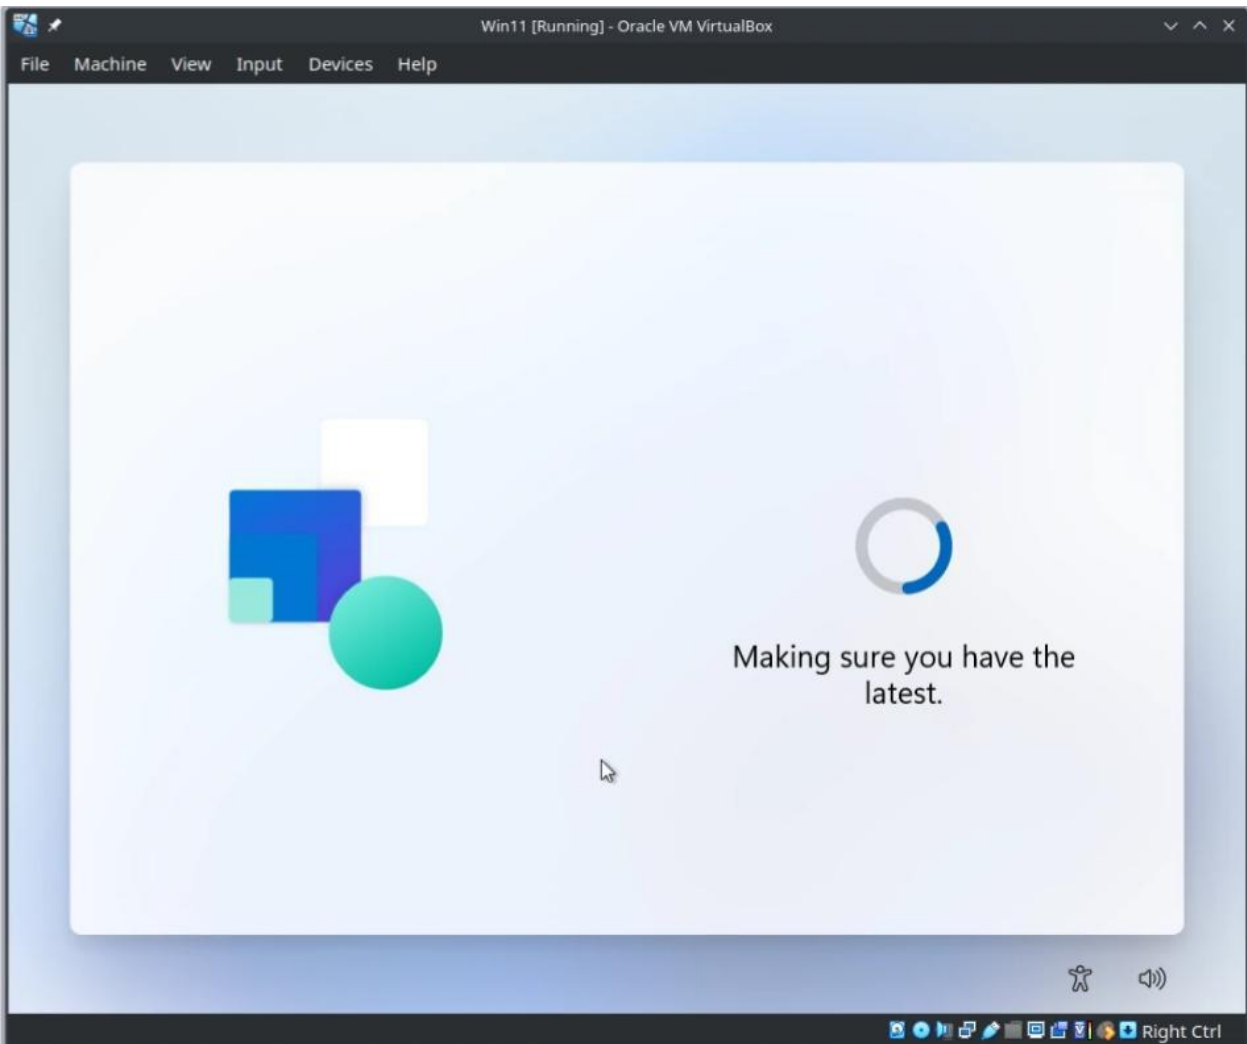 Win11 [Running] - Oracle VM VirtualBox
File Machine View Input Devices Help
Making sure you have the
latest.
Right Ctrl